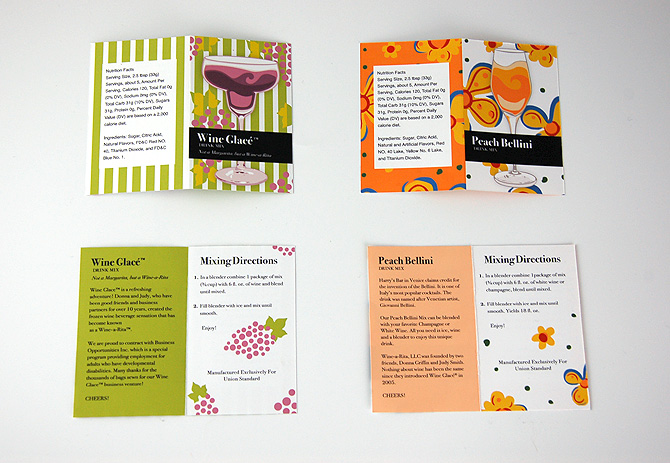 Nutrition Facts
Serving Size, 2.5 tbsp (33g)
Servings, about 5, Amount Per
Serving, Calories 120, Total Fat 0g
(0% DV), Sodium 0mg (0% DV),
Total Carb 31g (10% DV), Sugars
31g, Protein 0g, Percent Daily
Value (DV) are based on a 2,000
calorie diet.
Ingredients: Sugar, Citric Acid,
Natural Flavors, FD&C Red NO.
40, Titanium Dioxide, and FD&C
Blue No. 1.
Wine Glacé™
DRINK MIX
Not a Margarita, but a Wine-a-Rita
Nutrition Facts
Serving Size, 2.5 tbsp (33g)
Servings, about 5, Amount Per
Serving, Calories 120, Total Fat 0g
(0% DV), Sodium 0mg (0% DV),
Total Carb 31g (10% DV), Sugars
31g, Protein 0g, Percent Daily
Value (DV) are based on a 2,000
calorie diet.
Ingredients: Sugar, Citric Acid,
Natural and Artificial Flavors, Red
NO. 40 Lake, Yellow No. 6 Lake,
and Titanium Dioxide.
Peach Bellini
DRINK MIX
Wine Glacé™
DRINK MIX
Not a Margarita, but a Wine-a-Rita
Wine Glace™ is a refreshing
adventure! Donna and Judy, who have
been good friends and business
partners for over 10 years, created the
frozen wine beverage sensation that has
become known
as a Wine-a-Rita™.
We are proud to contract with Business
Opportunities Inc. which is a special
program providing employment for
adults who have developmental
disabilities. Many thanks for the
thousands of bags sewn for our Wine
Glace™ business venture!
CHEERS!
Mixing Directions
1. In a blender combine 1 package of mix
(¾ cup) with 6 fl. oz. of wine and blend
until mixed.
2. Fill blender with ice and mix until
smooth.
Enjoy!
Manufactured Exclusively For
Union Standard
Peach Bellini
DRINK MIX
Harry's Bar in Venice claims credit for
the invention of the Bellini. It is one of
Italy's most popular cocktails. The
drink was named after Venetian artist,
Giovanni Bellini.
Our Peach Bellini Mix can be blended
with your favorite Champagne or
White Wine. All you need is ice, wine
and a blender to enjoy this unique
drink.
Wine-a-Rita, LLC was founded by two
friends, Donna Griffin and Judy Smith.
Nothing about wine has been the same
since they introduced Wine Glacé® in
2005.
CHEERS!
Mixing Directions
1. In a blender combine 1 package of mix
(¾ cup) with 6 fl. oz. of white wine or
champagne, blend until mixed.
2. Fill blender with ice and mix until
smooth. Yields 48 fl. oz.
Enjoy!
Manufactured Exclusively For
Union Standard